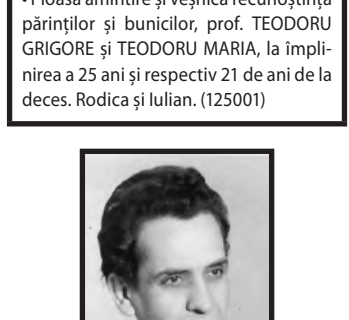 • Pioasă amintire și veșnică recunoștință
părinților și bunicilor, prof. TEODORU
GRIGORE și TEODORU MARIA, la împli-
nirea a 25 ani și respectiv 21 de ani de la
deces. Rodica și Iulian. (125001)